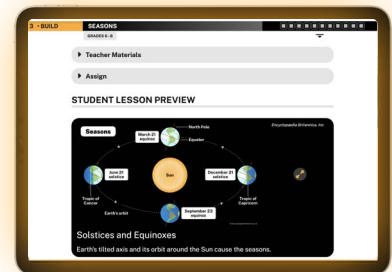 3 • BUILD
SEASONS
GRADES 6 - 8
Teacher Materials
Assign
STUDENT LESSON PREVIEW
Encyclopædia Britannica, Inc.
Seasons
March 21
equinox
North Pole
Equator
June 21
solstice
Sun
December 21
solstice
Tropic of
Cancer
Tropic of
Capricorn
Earth's orbit
September 23
equinox
Solstices and Equinoxes
Earth's tilted axis and its orbit around the Sun cause the seasons.